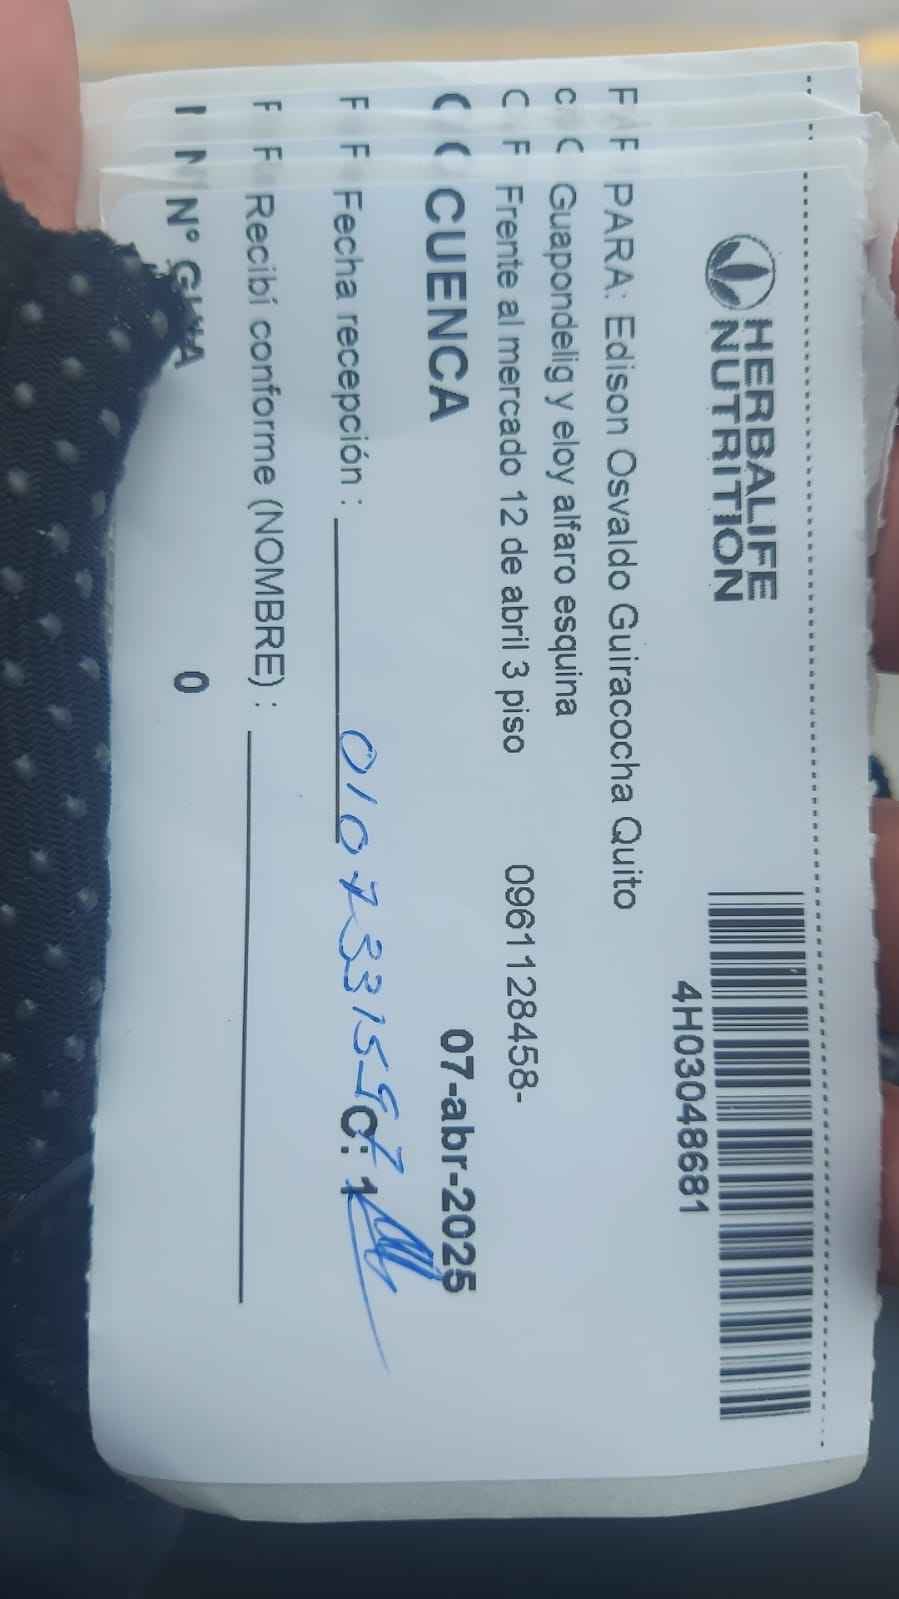 HERBALIFE
NUTRITION
4H03048681
PARA: Edison Osvaldo Guiracocha Quito
Guapondelig y eloy alfaro esquina
Frente al mercado 12 de abril 3 piso 0961128458-
CUENCA 07-abr-2025
Fecha recepción : C: 1
Recibí conforme (NOMBRE) :
N° GUIA 0